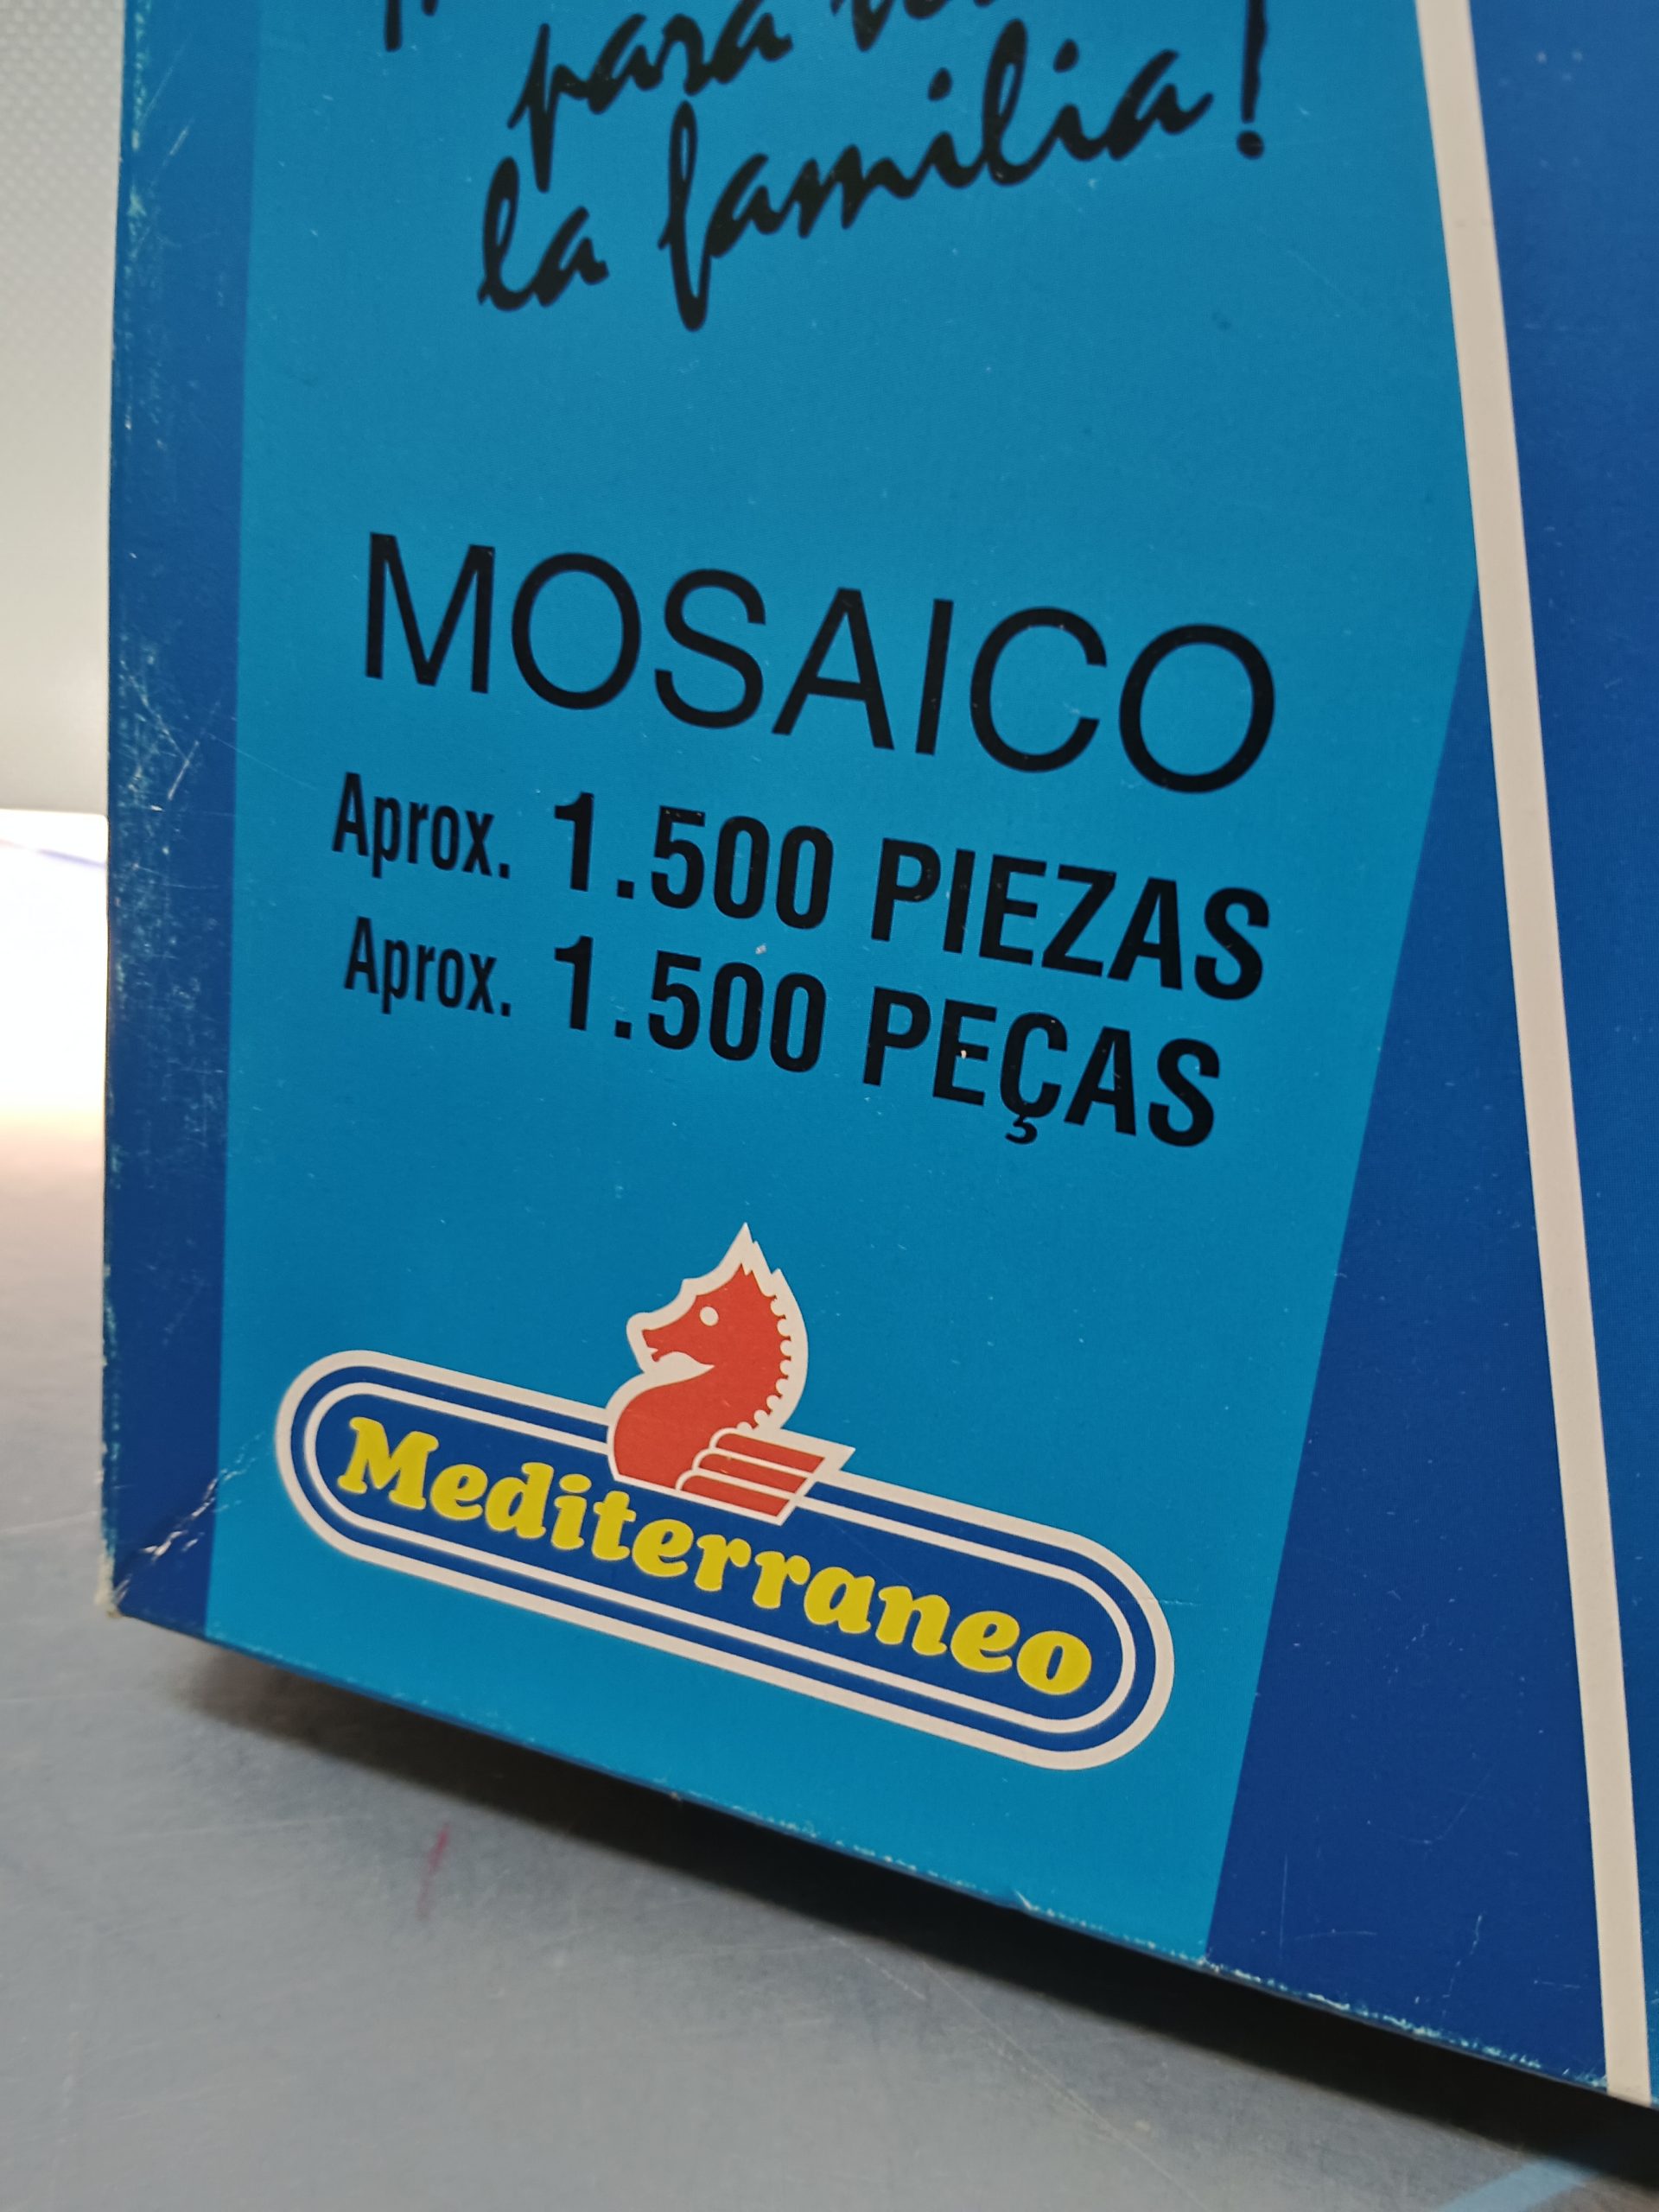 para
la familia!
MOSAICO
Aprox. 1.500 PIEZAS
Aprox. 1.500 PEÇAS
Mediterraneo